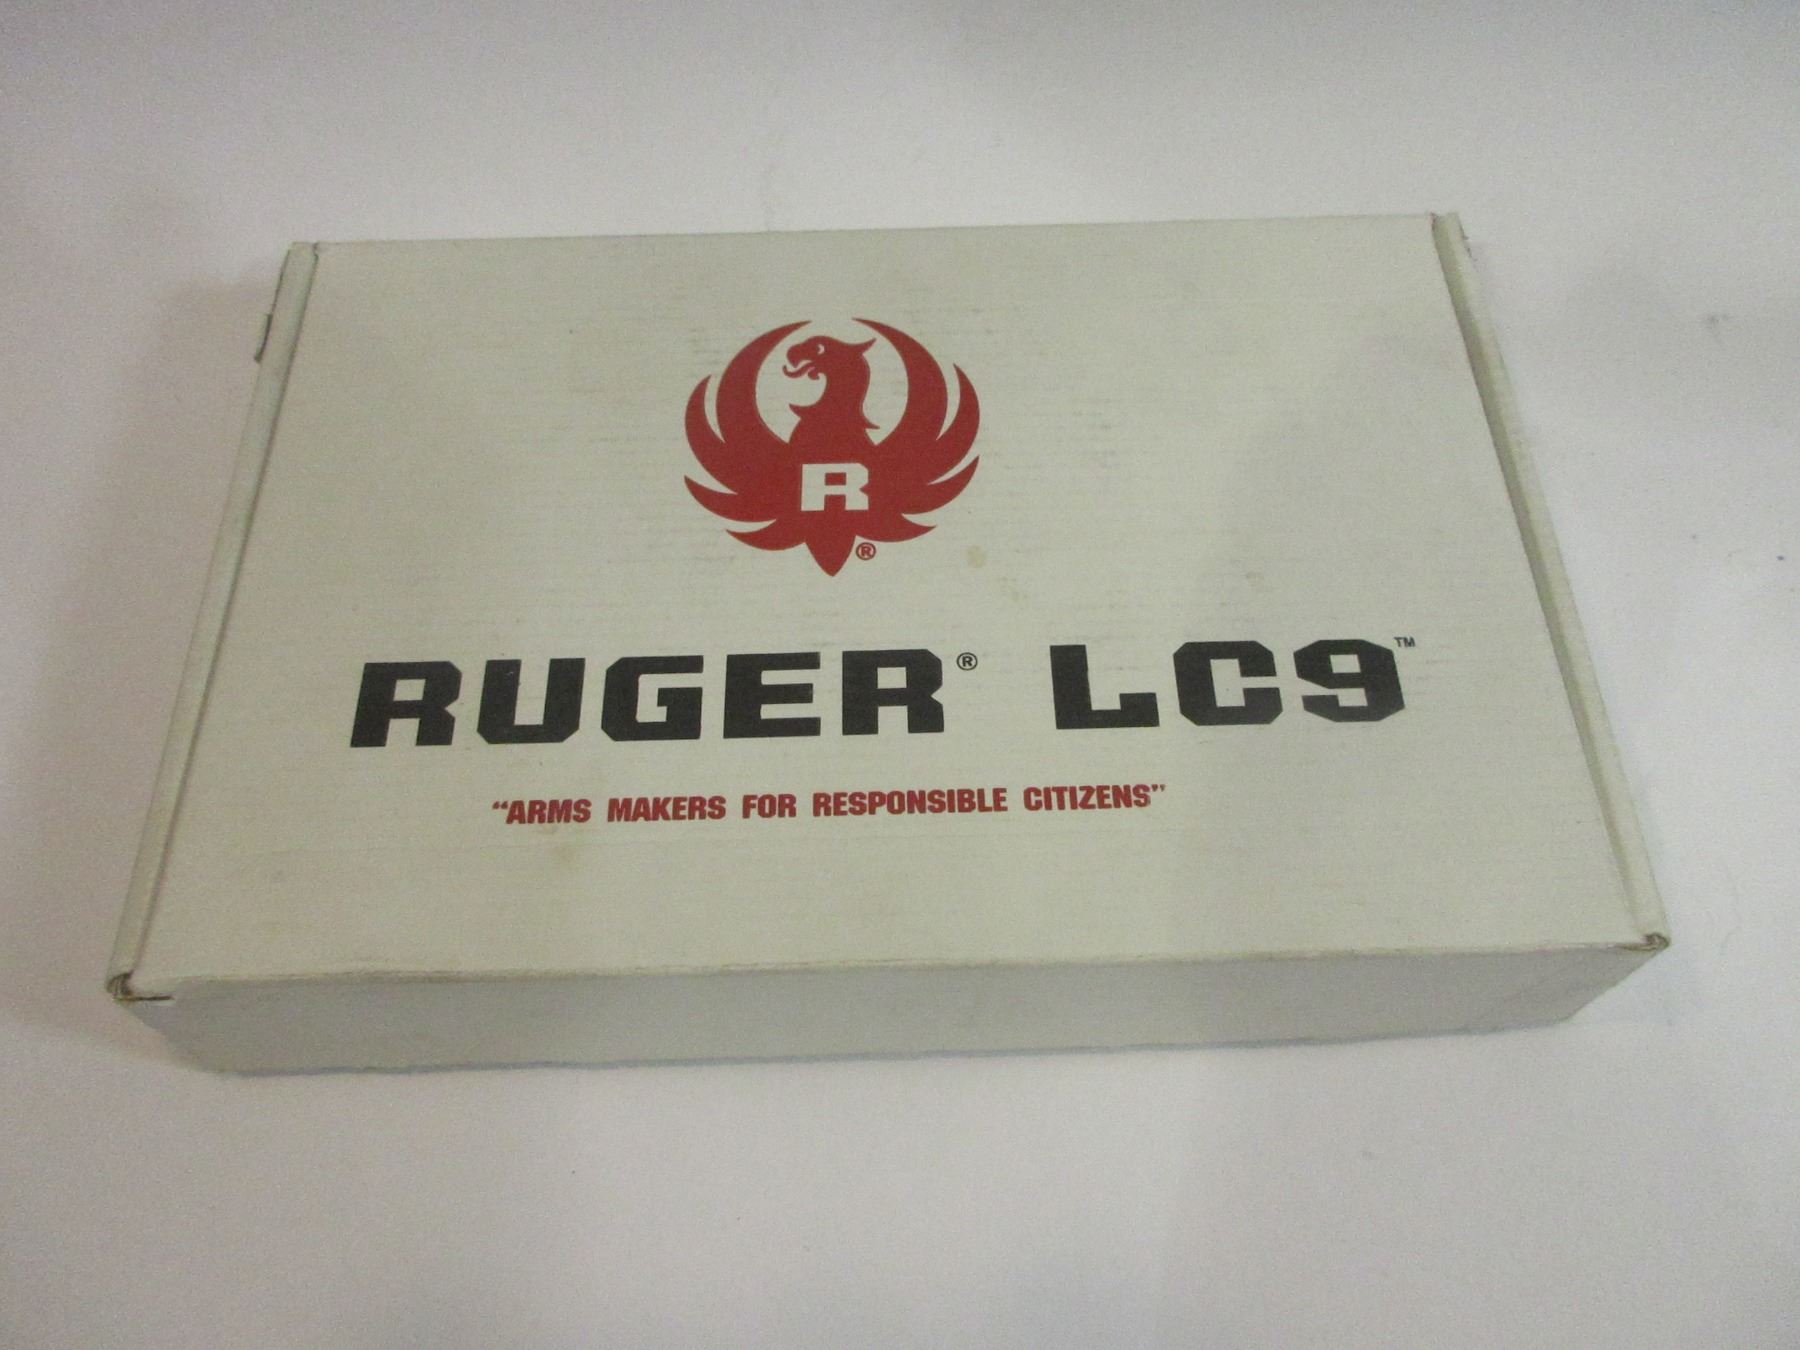 R
®
RUGER® LC9™
“ARMS MAKERS FOR RESPONSIBLE CITIZENS”